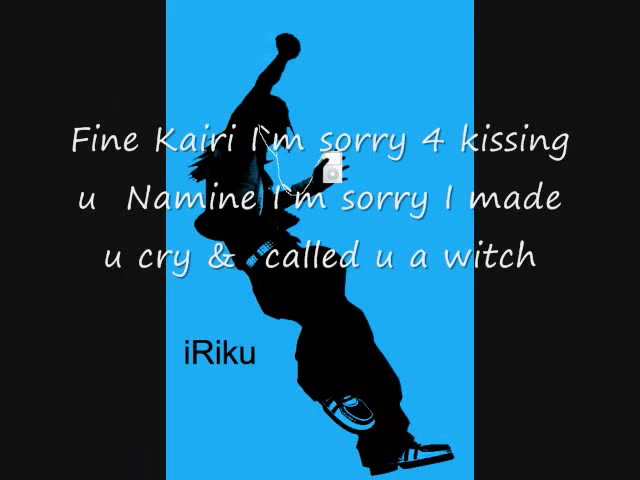 Fine Kairi I`m sorry 4 kissing
u  Namine I'm sorry I made
u cry &  called u a witch
iRiku